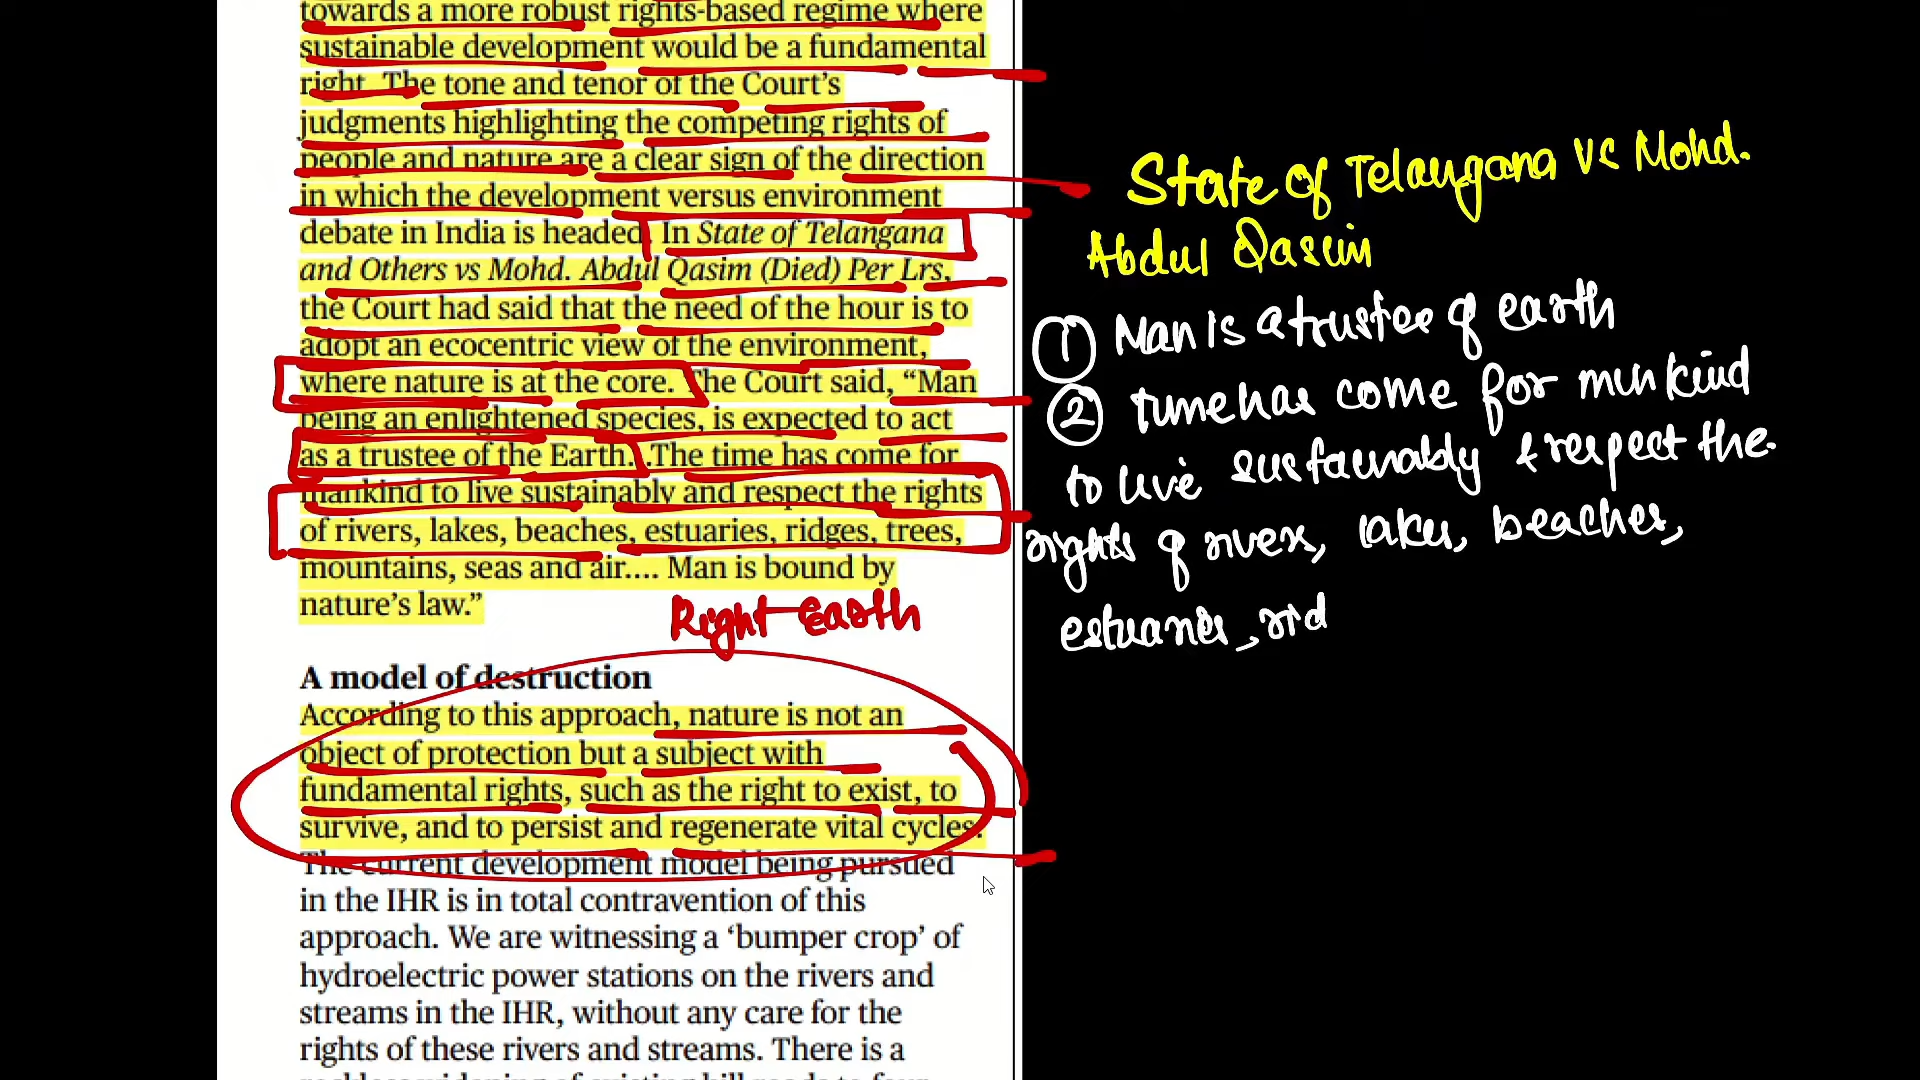 towards a more robust rights-based regime where
sustainable development would be a fundamental
right. The tone and tenor of the Court’s
judgments highlighting the competing rights of
people and nature are a clear sign of the direction
in which the development versus environment
debate in India is headed. In State of Telangana
and Others vs Mohd. Abdul Qasim (Died) Per Lrs,
the Court had said that the need of the hour is to
adopt an ecocentric view of the environment,
where nature is at the core. The Court said, “Man
being an enlightened species, is expected to act
as a trustee of the Earth. .The time has come for
mankind to live sustainably and respect the rights
of rivers, lakes, beaches, estuaries, ridges, trees,
mountains, seas and air.... Man is bound by
nature’s law.”
Right Earth
A model of destruction
According to this approach, nature is not an
object of protection but a subject with
fundamental rights, such as the right to exist, to
survive, and to persist and regenerate vital cycles.
The current development model being pursued
in the IHR is in total contravention of this
approach. We are witnessing a ‘bumper crop’ of
hydroelectric power stations on the rivers and
streams in the IHR, without any care for the
rights of these rivers and streams. There is a
State of Telangana vs Mohd.
Abdul Qasim
① Man is a trustee of earth
② time has come for mankind
to live sustainably & respect the
rights of rivers, lakes, beaches,
estuaries, rid